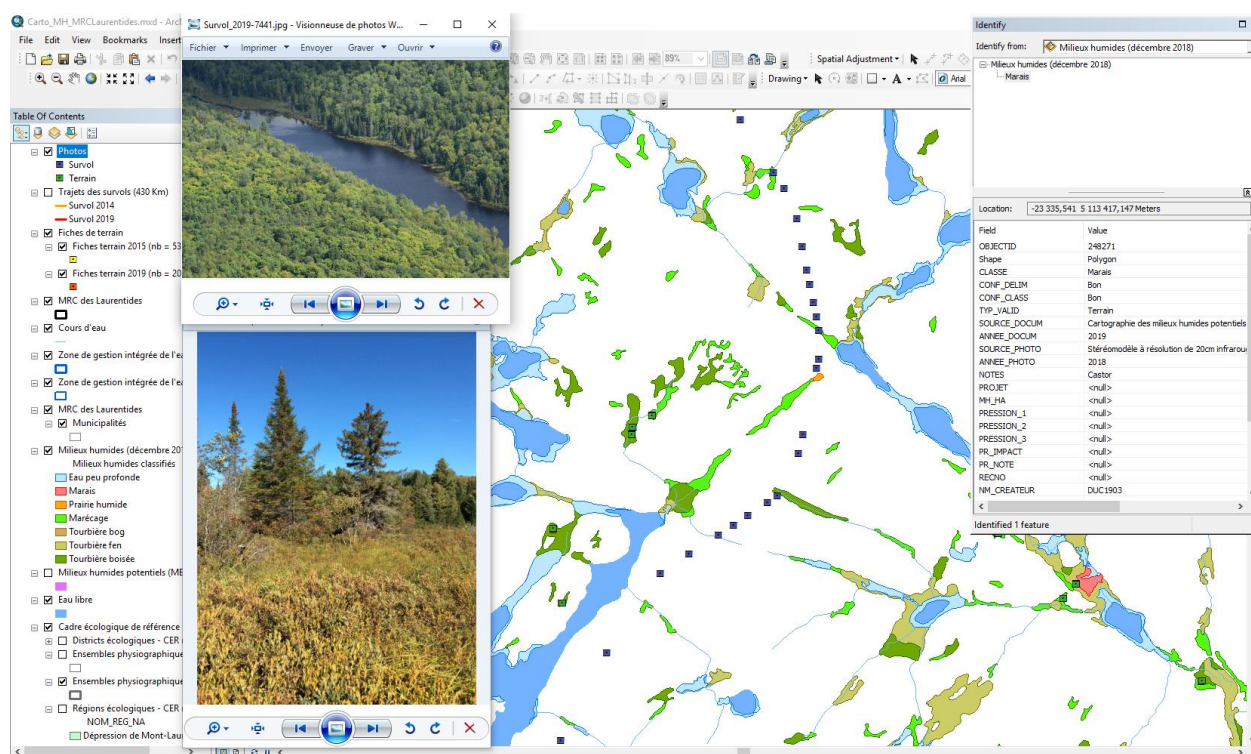 Carto_MH_MRCLaurentides.mxd - Arc
File Edit View Bookmarks Insert
89%
Spatial Adjustment
Drawing
A
Anal
Table Of Contents
Photos
Survol
Terrain
Trajets des survols (430 Km)
Survol 2014
Survol 2019
Fiches de terrain
Fiches terrain 2015 (nb = 53
Fiches terrain 2019 (nb = 20
MRC des Laurentides
Cours d'eau
Zone de gestion intégrée de l'ea
Zone de gestion intégrée de l'ea
MRC des Laurentides
Municipalités
Milieux humides (décembre 20
Milieux humides classifiés
Eau peu profonde
Marais
Prairie humide
Marécage
Tourbière bog
Tourbière fen
Tourbière boisée
Milieux humides potentiels (ME
Eau libre
Cadre écologique de référence
Districts écologiques - CER
Ensembles physiographique
Ensembles physiographique
Régions écologiques - CER
NOM_REG_NA
Dépression de Mont-Lau
Survol_2019-7441.jpg - Visionneuse de photos W...
Fichier Imprimer Envoyer Graver Ouvrir
Identify
Identify from: Milieux humides (décembre 2018)
Milieux humides (décembre 2018)
Marais
Location: -23 335,541 5 113 417,147 Meters
Field Value
OBJECTID 248271
Shape Polygon
CLASSE Marais
CONF_DELIM Bon
CONF_CLASS Bon
TYP_VALID Terrain
SOURCE_DOCUM Cartographie des milieux humides potentiels
ANNEE_DOCUM 2019
SOURCE_PHOTO Stéréomodèle à résolution de 20cm infraroug
ANNEE_PHOTO 2018
NOTES Castor
PROJET <null>
MH_HA <null>
PRESSION_1 <null>
PRESSION_2 <null>
PRESSION_3 <null>
PR_IMPACT <null>
PR_NOTE <null>
RECNO <null>
NM_CREATEUR DUC1903
Identified 1 feature